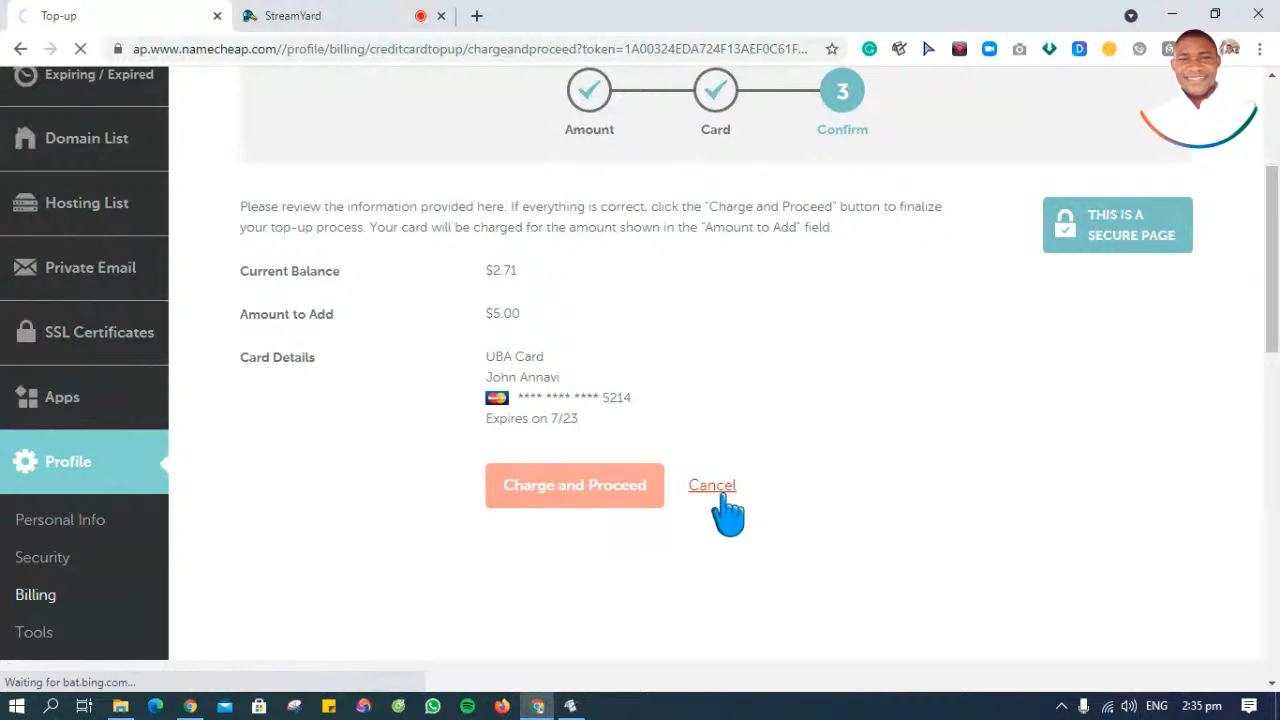 Top-up
StreamYard
ap.www.namecheap.com//profile/billing/creditcardtopup/chargeandproceed?token=1A00324EDA724F13AEF0C61F...
Expiring / Expired
Domain List
Hosting List
Private Email
SSL Certificates
Apps
Profile
Personal Info
Security
Billing
Tools
3
Amount
Card
Confirm
Please review the information provided here. If everything is correct, click the "Charge and Proceed" button to finalize
your top-up process. Your card will be charged for the amount shown in the "Amount to Add" field.
THIS IS A
SECURE PAGE
Current Balance $2.71
Amount to Add $5.00
Card Details UBA Card
John Annavi
**** **** **** 5214
Expires on 7/23
Charge and Proceed Cancel
Waiting for bat.bing.com...
ENG 2:35 pm